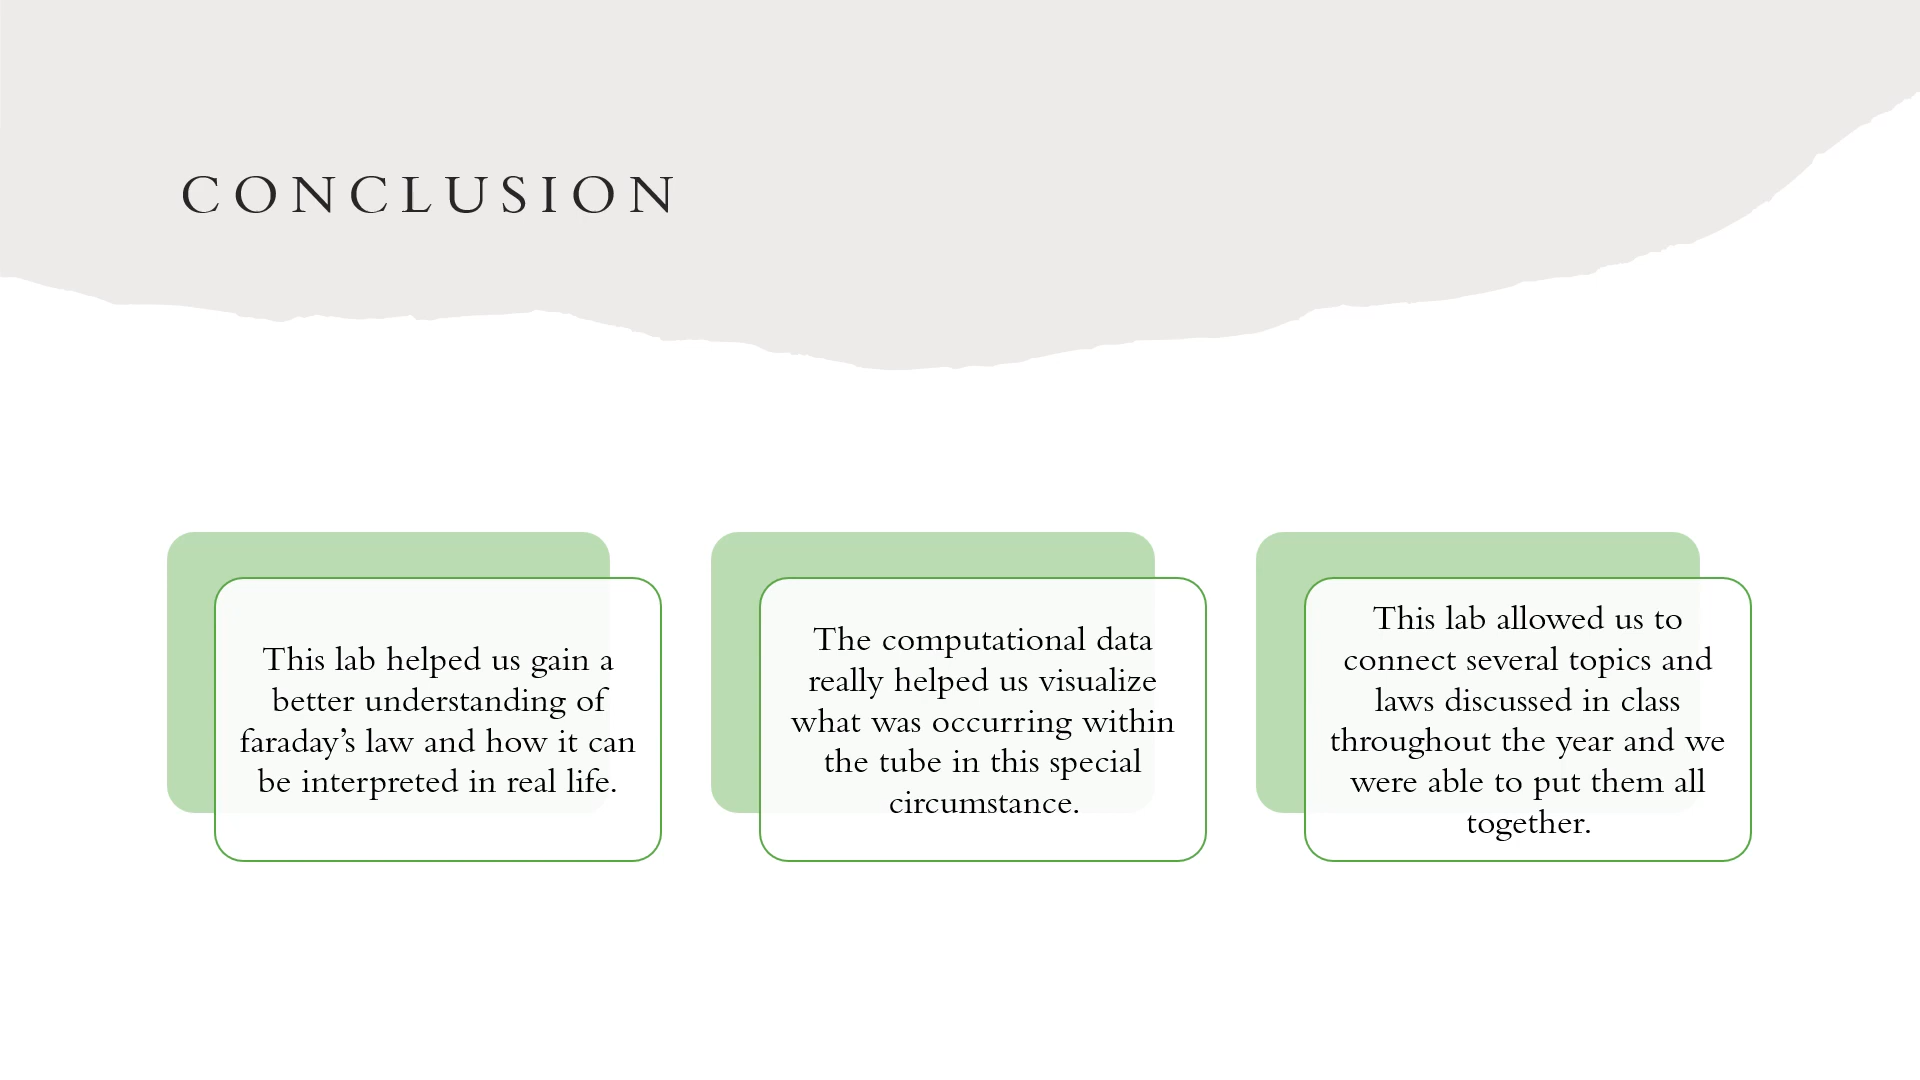 CONCLUSION
This lab helped us gain a
better understanding of
faraday’s law and how it can
be interpreted in real life.
The computational data
really helped us visualize
what was occurring within
the tube in this special
circumstance.
This lab allowed us to
connect several topics and
laws discussed in class
throughout the year and we
were able to put them all
together.